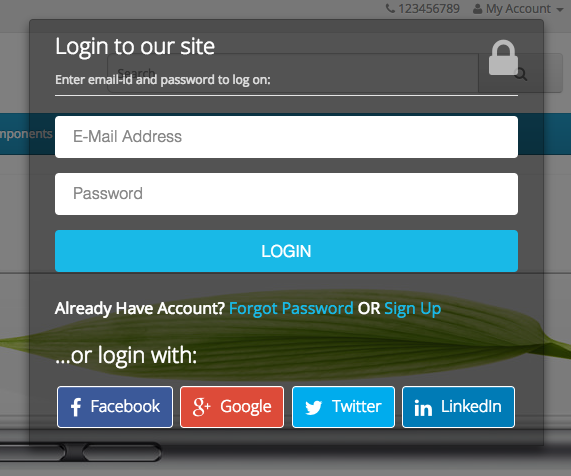 123456789 My Account
Login to our site
Search
Enter email-id and password to log on:
mponents
E-Mail Address
Password
LOGIN
Already Have Account? Forgot Password OR Sign Up
...or login with:
Facebook Google Twitter LinkedIn